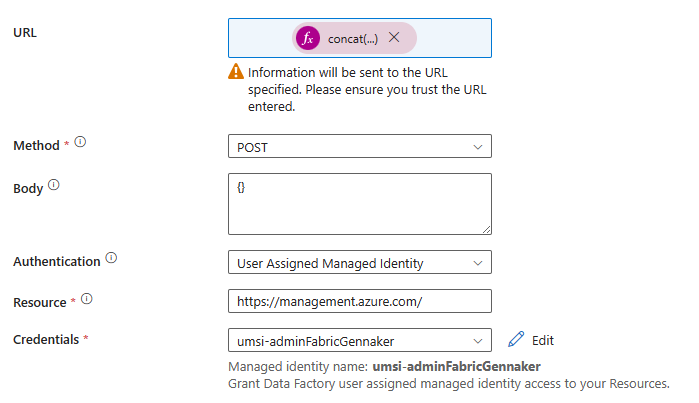 URL
fx concat(...)
Information will be sent to the URL
specified. Please ensure you trust the URL
entered.
Method *
POST
Body
{}
Authentication
User Assigned Managed Identity
Resource *
https://management.azure.com/
Credentials *
umsi-adminFabricGennaker
Edit
Managed identity name: umsi-adminFabricGennaker
Grant Data Factory user assigned managed identity access to your Resources.